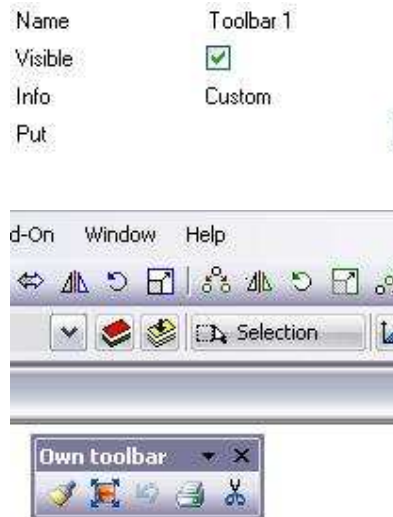 Name Toolbar 1
Visible
Info Custom
Put
d-On Window Help
Selection
Own toolbar